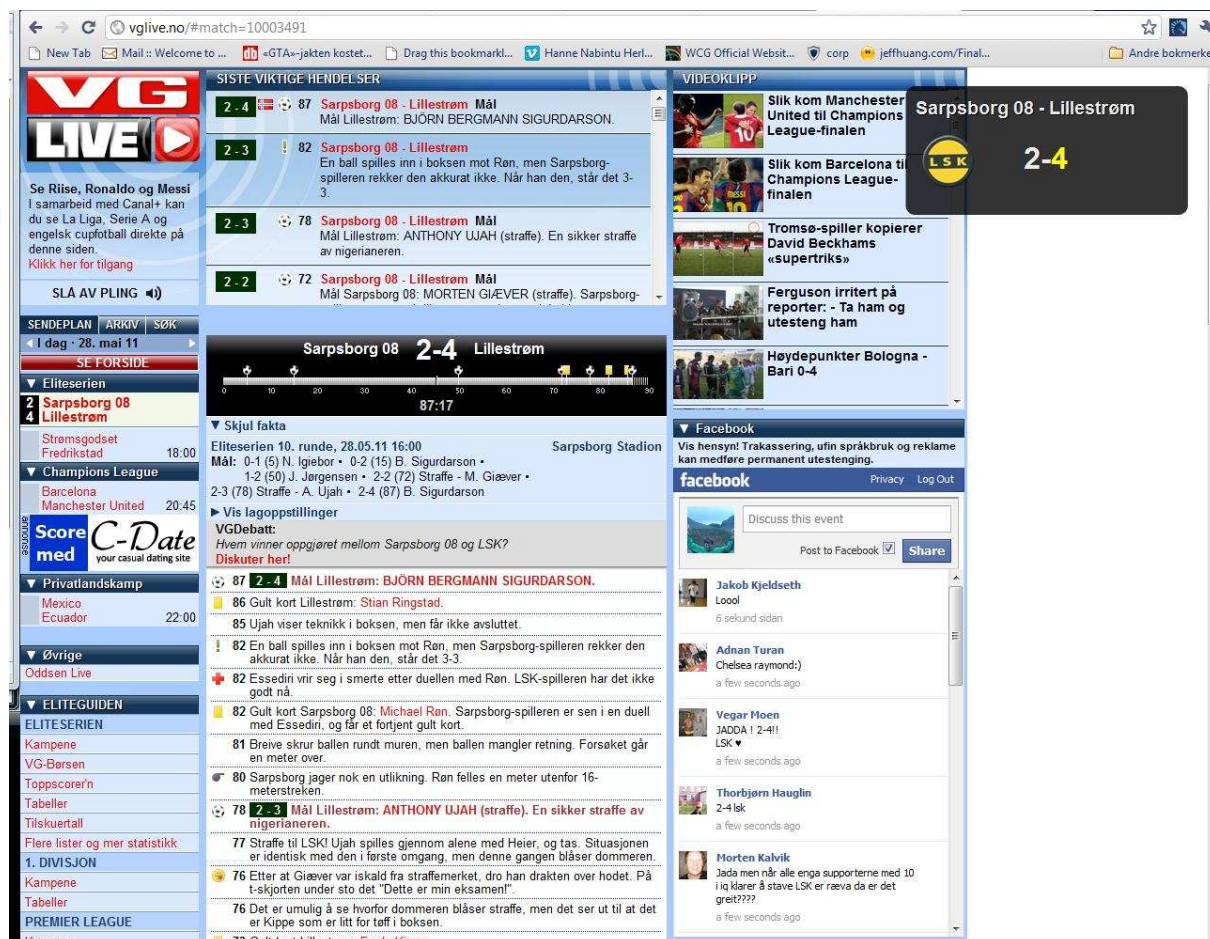 vglive.no/#match=10003491
New Tab
Mail :: Welcome to ...
«GTA»-jakten kostet...
Drag this bookmarkl...
Hanne Nabintu Herl...
WCG Official Websit...
corp
jeffhuang.com/Final...
Andre bokmerke
VG
LIVE
Se Riise, Ronaldo og Messi
I samarbeid med Canal+ kan
du se La Liga, Serie A og
engelsk cupfotball direkte på
denne siden.
Klikk her for tilgang
SLÅ AV PLING
SENDEPLAN ARKIV SØK
I dag · 28. mai 11
SE FORSIDE
▼ Eliteserien
2 Sarpsborg 08
4 Lillestrøm
Strømsgodset
Fredrikstad 18:00
▼ Champions League
Barcelona
Manchester United 20:45
annonse
Score
med
C-Date
your casual dating site
▼ Privatlandskamp
Mexico
Ecuador 22:00
▼ Øvrige
Oddsen Live
▼ ELITEGUIDEN
ELITESERIEN
Kampene
VG-Børsen
Toppscorer'n
Tabeller
Tilskuertall
Flere lister og mer statistikk
1. DIVISJON
Kampene
Tabeller
PREMIER LEAGUE
SISTE VIKTIGE HENDELSER
2 - 4 87 Sarpsborg 08 - Lillestrøm Mål
Mål Lillestrøm: BJÖRN BERGMANN SIGURDARSON.
2 - 3 82 Sarpsborg 08 - Lillestrøm
En ball spilles inn i boksen mot Røn, men Sarpsborg-
spilleren rekker den akkurat ikke. Når han den, står det 3-
3.
2 - 3 78 Sarpsborg 08 - Lillestrøm Mål
Mål Lillestrøm: ANTHONY UJAH (straffe). En sikker straffe
av nigerianeren.
2 - 2 72 Sarpsborg 08 - Lillestrøm Mål
Mål Sarpsborg 08: MORTEN GIÆVER (straffe). Sarpsborg-
Sarpsborg 08 2-4 Lillestrøm
0 10 20 30 40 50 60 70 80 90
87:17
▼ Skjul fakta
Eliteserien 10. runde, 28.05.11 16:00 Sarpsborg Stadion
Mål: 0-1 (5) N. Igiebor • 0-2 (15) B. Sigurdarson •
1-2 (50) J. Jørgensen • 2-2 (72) Straffe - M. Giæver •
2-3 (78) Straffe - A. Ujah • 2-4 (87) B. Sigurdarson
► Vis lagoppstillinger
VGDebatt:
Hvem vinner oppgjøret mellom Sarpsborg 08 og LSK?
Diskuter her!
87 2 - 4 Mål Lillestrøm: BJÖRN BERGMANN SIGURDARSON.
86 Gult kort Lillestrøm: Stian Ringstad.
85 Ujah viser teknikk i boksen, men får ikke avsluttet.
82 En ball spilles inn i boksen mot Røn, men Sarpsborg-spilleren rekker den
akkurat ikke. Når han den, står det 3-3.
82 Essediri vrir seg i smerte etter duellen med Røn. LSK-spilleren har det ikke
godt nå.
82 Gult kort Sarpsborg 08: Michael Røn. Sarpsborg-spilleren er sen i en duell
med Essediri, og får et fortjent gult kort.
81 Breive skrur ballen rundt muren, men ballen mangler retning. Forsøket går
en meter over.
80 Sarpsborg jager nok en utlikning. Røn felles en meter utenfor 16-
meterstreken.
78 2 - 3 Mål Lillestrøm: ANTHONY UJAH (straffe). En sikker straffe av
nigerianeren.
77 Straffe til LSK! Ujah spilles gjennom alene med Heier, og tas. Situasjonen
er identisk med den i første omgang, men denne gangen blåser dommeren.
76 Etter at Giæver var iskald fra straffemerket, dro han drakten over hodet. På
t-skjorten under sto det "Dette er min eksamen!".
76 Det er umulig å se hvorfor dommeren blåser straffe, men det ser ut til at det
er Kippe som er litt for tøff i boksen.
VIDEOKLIPP
Slik kom Manchester
United til Champions
League-finalen
Slik kom Barcelona til
Champions League-
finalen
Tromsø-spiller kopierer
David Beckhams
«supertriks»
Ferguson irritert på
reporter: - Ta ham og
utesteng ham
Høydepunkter Bologna -
Bari 0-4
Sarpsborg 08 - Lillestrøm
LSK
2-4
▼ Facebook
Vis hensyn! Trakassering, ufin språkbruk og reklame
kan medføre permanent utestenging.
facebook Privacy Log Out
Discuss this event
Post to Facebook Share
Jakob Kjeldseth
Loool
6 sekund sidan
Adnan Turan
Chelsea raymond:)
a few seconds ago
Vegar Moen
JADDA ! 2-4!!
LSK ♥
a few seconds ago
Thorbjørn Hauglin
2-4 lsk
a few seconds ago
Morten Kalvik
Jada men når alle enga supporterne med 10
i iq klarer å stave LSK er ræva da er det
greit????
a few seconds ago